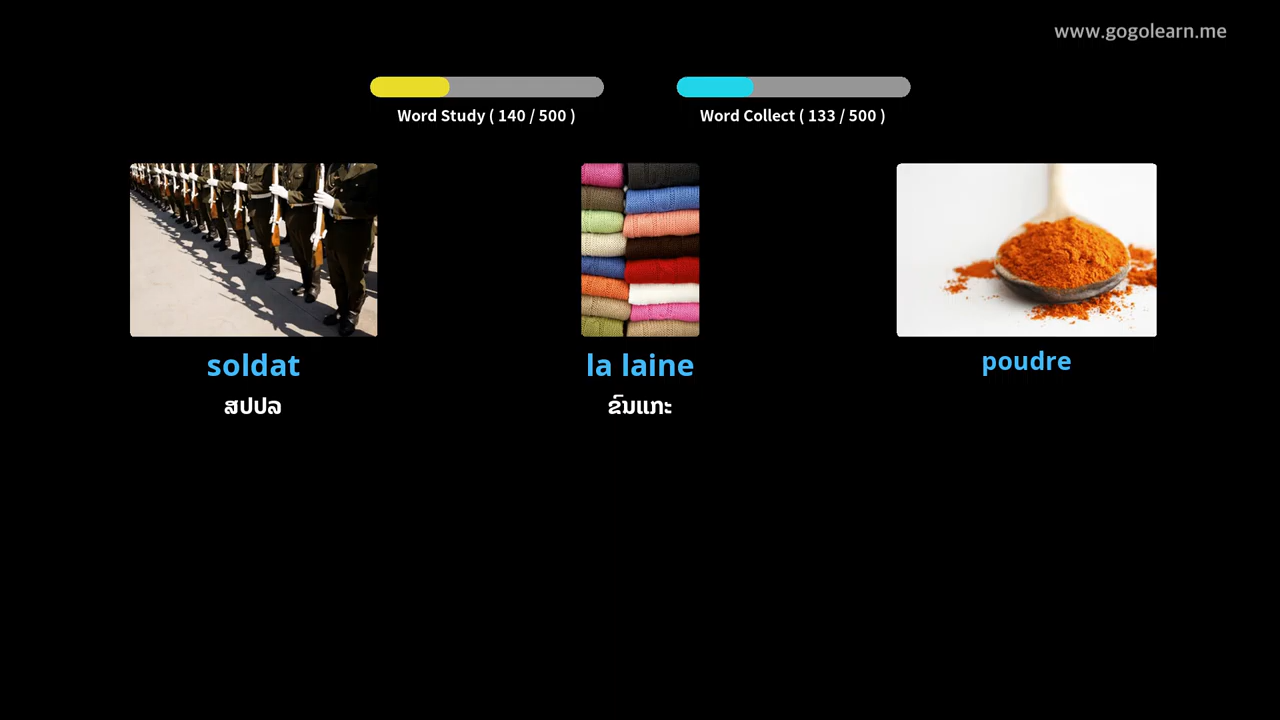 www.gogolearn.me
Word Study ( 140 / 500 )
Word Collect ( 133 / 500 )
soldat
la laine
poudre
ສປປລ
ຂົນແກະ